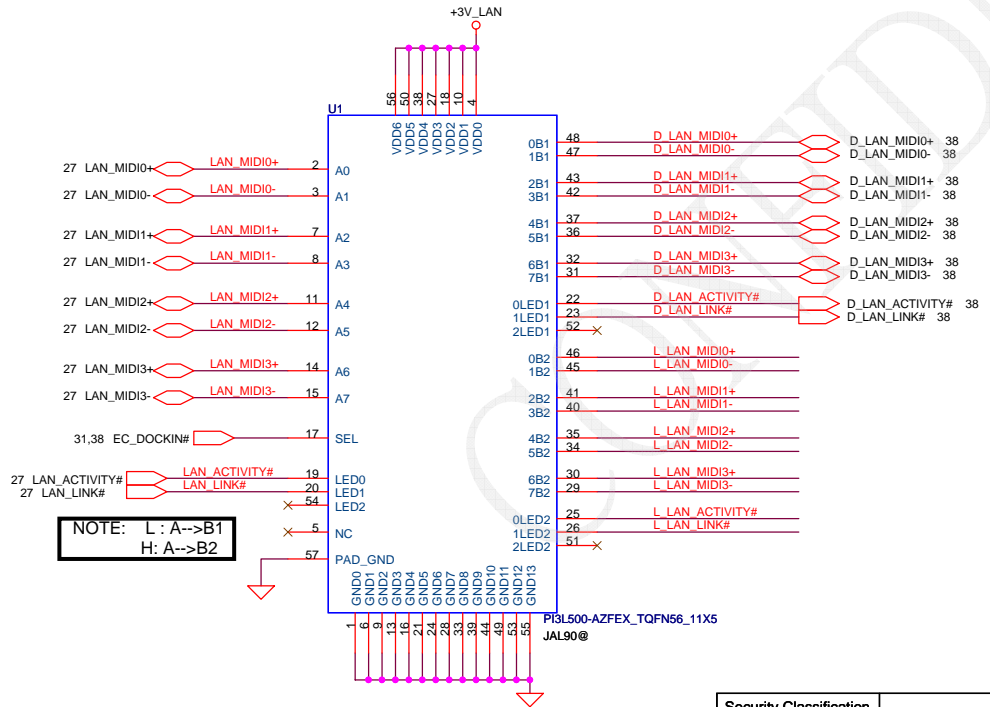 +3V_LAN
U1
56 50 38 27 18 10 4
VDD6 VDD5 VDD4 VDD3 VDD2 VDD1 VDD0
27 LAN_MIDI0+ LAN_MIDI0+ 2 A0
27 LAN_MIDI0- LAN_MIDI0- 3 A1
27 LAN_MIDI1+ LAN_MIDI1+ 7 A2
27 LAN_MIDI1- LAN_MIDI1- 8 A3
27 LAN_MIDI2+ LAN_MIDI2+ 11 A4
27 LAN_MIDI2- LAN_MIDI2- 12 A5
27 LAN_MIDI3+ LAN_MIDI3+ 14 A6
27 LAN_MIDI3- LAN_MIDI3- 15 A7
31,38 EC_DOCKIN# 17 SEL
27 LAN_ACTIVITY# LAN_ACTIVITY# 19 LED0
27 LAN_LINK# LAN_LINK# 20 LED1
54 LED2
5 NC
57 PAD_GND
NOTE: L : A-->B1
H: A-->B2
0B1 48 D_LAN_MIDI0+ D_LAN_MIDI0+ 38
1B1 47 D_LAN_MIDI0- D_LAN_MIDI0- 38
2B1 43 D_LAN_MIDI1+ D_LAN_MIDI1+ 38
3B1 42 D_LAN_MIDI1- D_LAN_MIDI1- 38
4B1 37 D_LAN_MIDI2+ D_LAN_MIDI2+ 38
5B1 36 D_LAN_MIDI2- D_LAN_MIDI2- 38
6B1 32 D_LAN_MIDI3+ D_LAN_MIDI3+ 38
7B1 31 D_LAN_MIDI3- D_LAN_MIDI3- 38
0LED1 22 D_LAN_ACTIVITY# D_LAN_ACTIVITY# 38
1LED1 23 D_LAN_LINK# D_LAN_LINK# 38
2LED1 52
0B2 46 L_LAN_MIDI0+
1B2 45 L_LAN_MIDI0-
2B2 41 L_LAN_MIDI1+
3B2 40 L_LAN_MIDI1-
4B2 35 L_LAN_MIDI2+
5B2 34 L_LAN_MIDI2-
6B2 30 L_LAN_MIDI3+
7B2 29 L_LAN_MIDI3-
0LED2 25 L_LAN_ACTIVITY#
1LED2 26 L_LAN_LINK#
2LED2 51
GND0 GND1 GND2 GND3 GND4 GND5 GND6 GND7 GND8 GND9 GND10 GND11 GND12 GND13
1 6 9 13 16 21 24 28 33 39 44 49 53 55
PI3L500-AZFEX_TQFN56_11X5
JAL90@
Security Classification